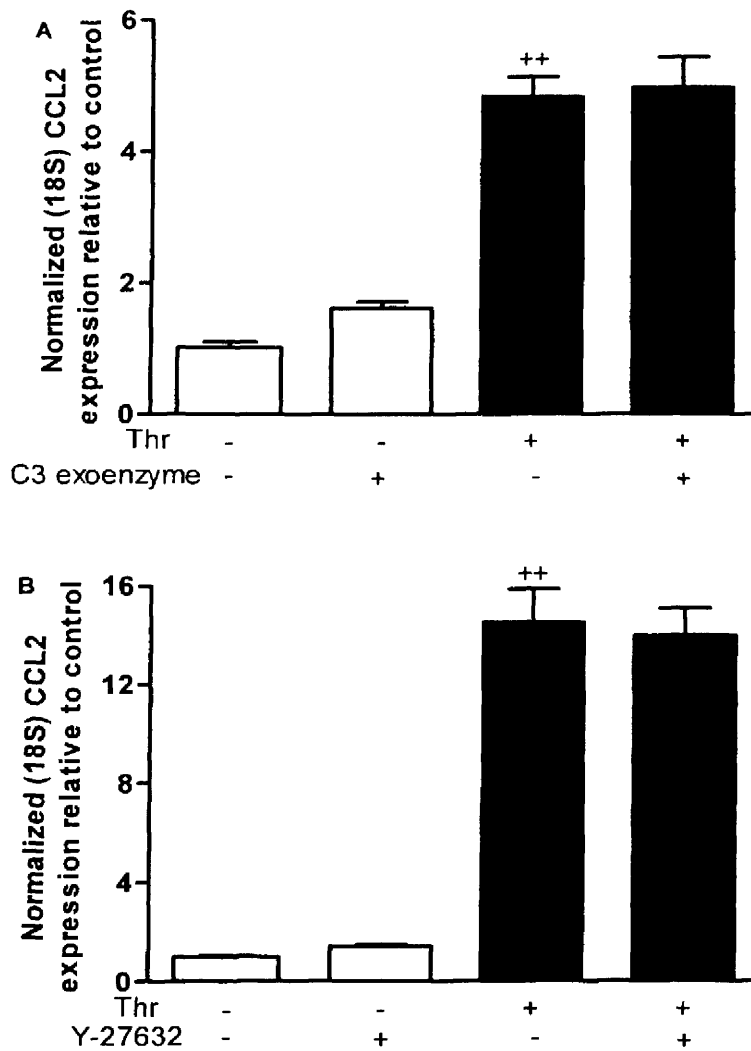 A
Normalized (18S) CCL2
expression relative to control
6
4
2
0
++
Thr - - + +
C3 exoenzyme - + - +
B
Normalized (18S) CCL2
expression relative to control
16
12
8
4
0
++
Thr - - + +
Y-27632 - + - +